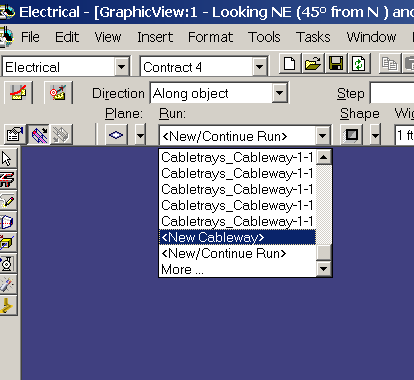 Electrical - [GraphicView:1 - Looking NE (45° from N ) and
File Edit View Insert Format Tools Tasks Window
Electrical Contract 4
Direction Along object Step
Plane: Run: Shape
<New/Continue Run> 1 ft
Cabletrays_Cableway-1-1
Cabletrays_Cableway-1-1
Cabletrays_Cableway-1-1
Cabletrays_Cableway-1-1
Cabletrays_Cableway-1-1
<New Cableway>
<New/Continue Run>
More ...